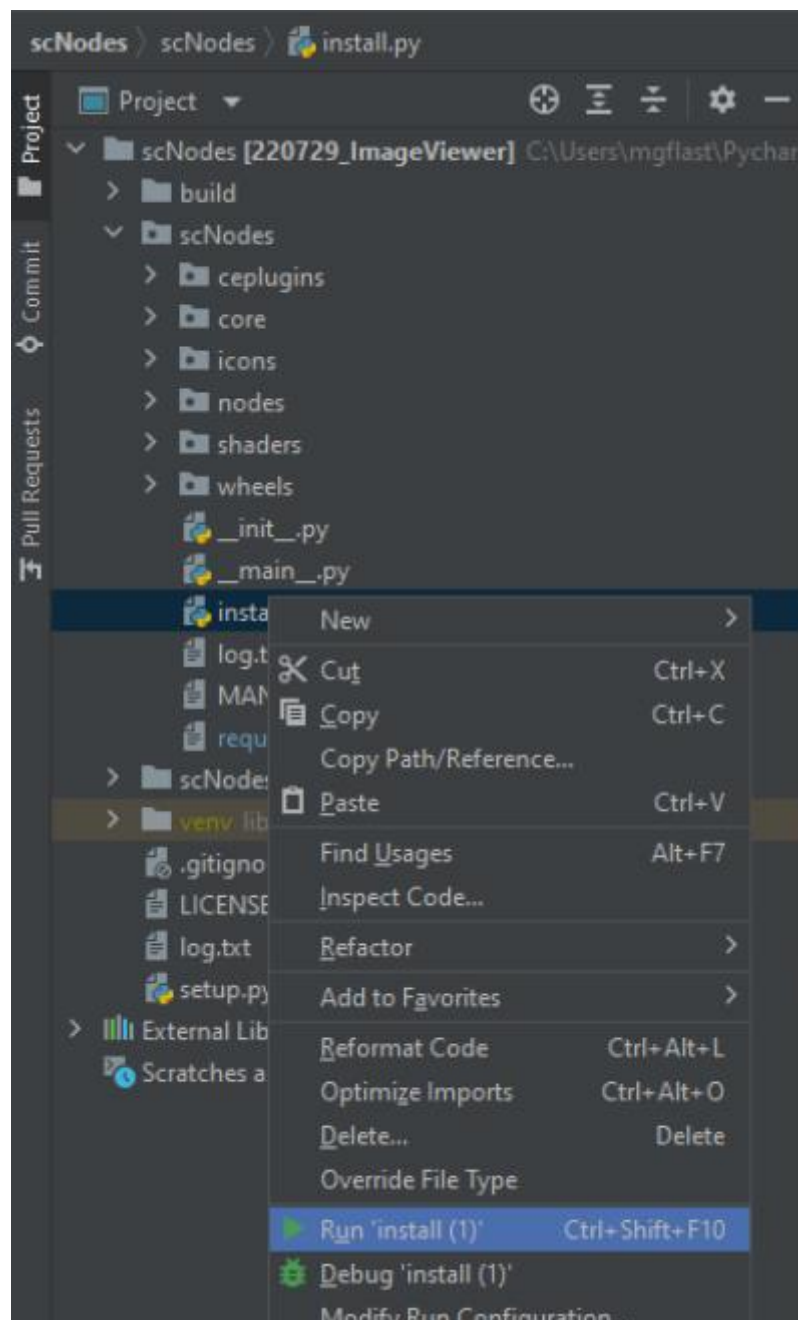 scNodes scNodes install.py
Project
Project
scNodes [220729_ImageViewer] C:\Users\mgflast\Pychar
build
scNodes
Commit
ceplugins
core
icons
nodes
Pull Requests
shaders
wheels
__init__.py
__main__.py
insta
New
log.t
Cut Ctrl+X
MAN
Copy Ctrl+C
requ
Copy Path/Reference...
scNodes
Paste Ctrl+V
venv lib
Find Usages Alt+F7
.gitigno
Inspect Code...
LICENSE
Refactor
log.txt
Add to Favorites
setup.py
External Lib
Reformat Code Ctrl+Alt+L
Scratches a
Optimize Imports Ctrl+Alt+O
Delete... Delete
Override File Type
Run 'install (1)' Ctrl+Shift+F10
Debug 'install (1)'
Modify Run Configuration...